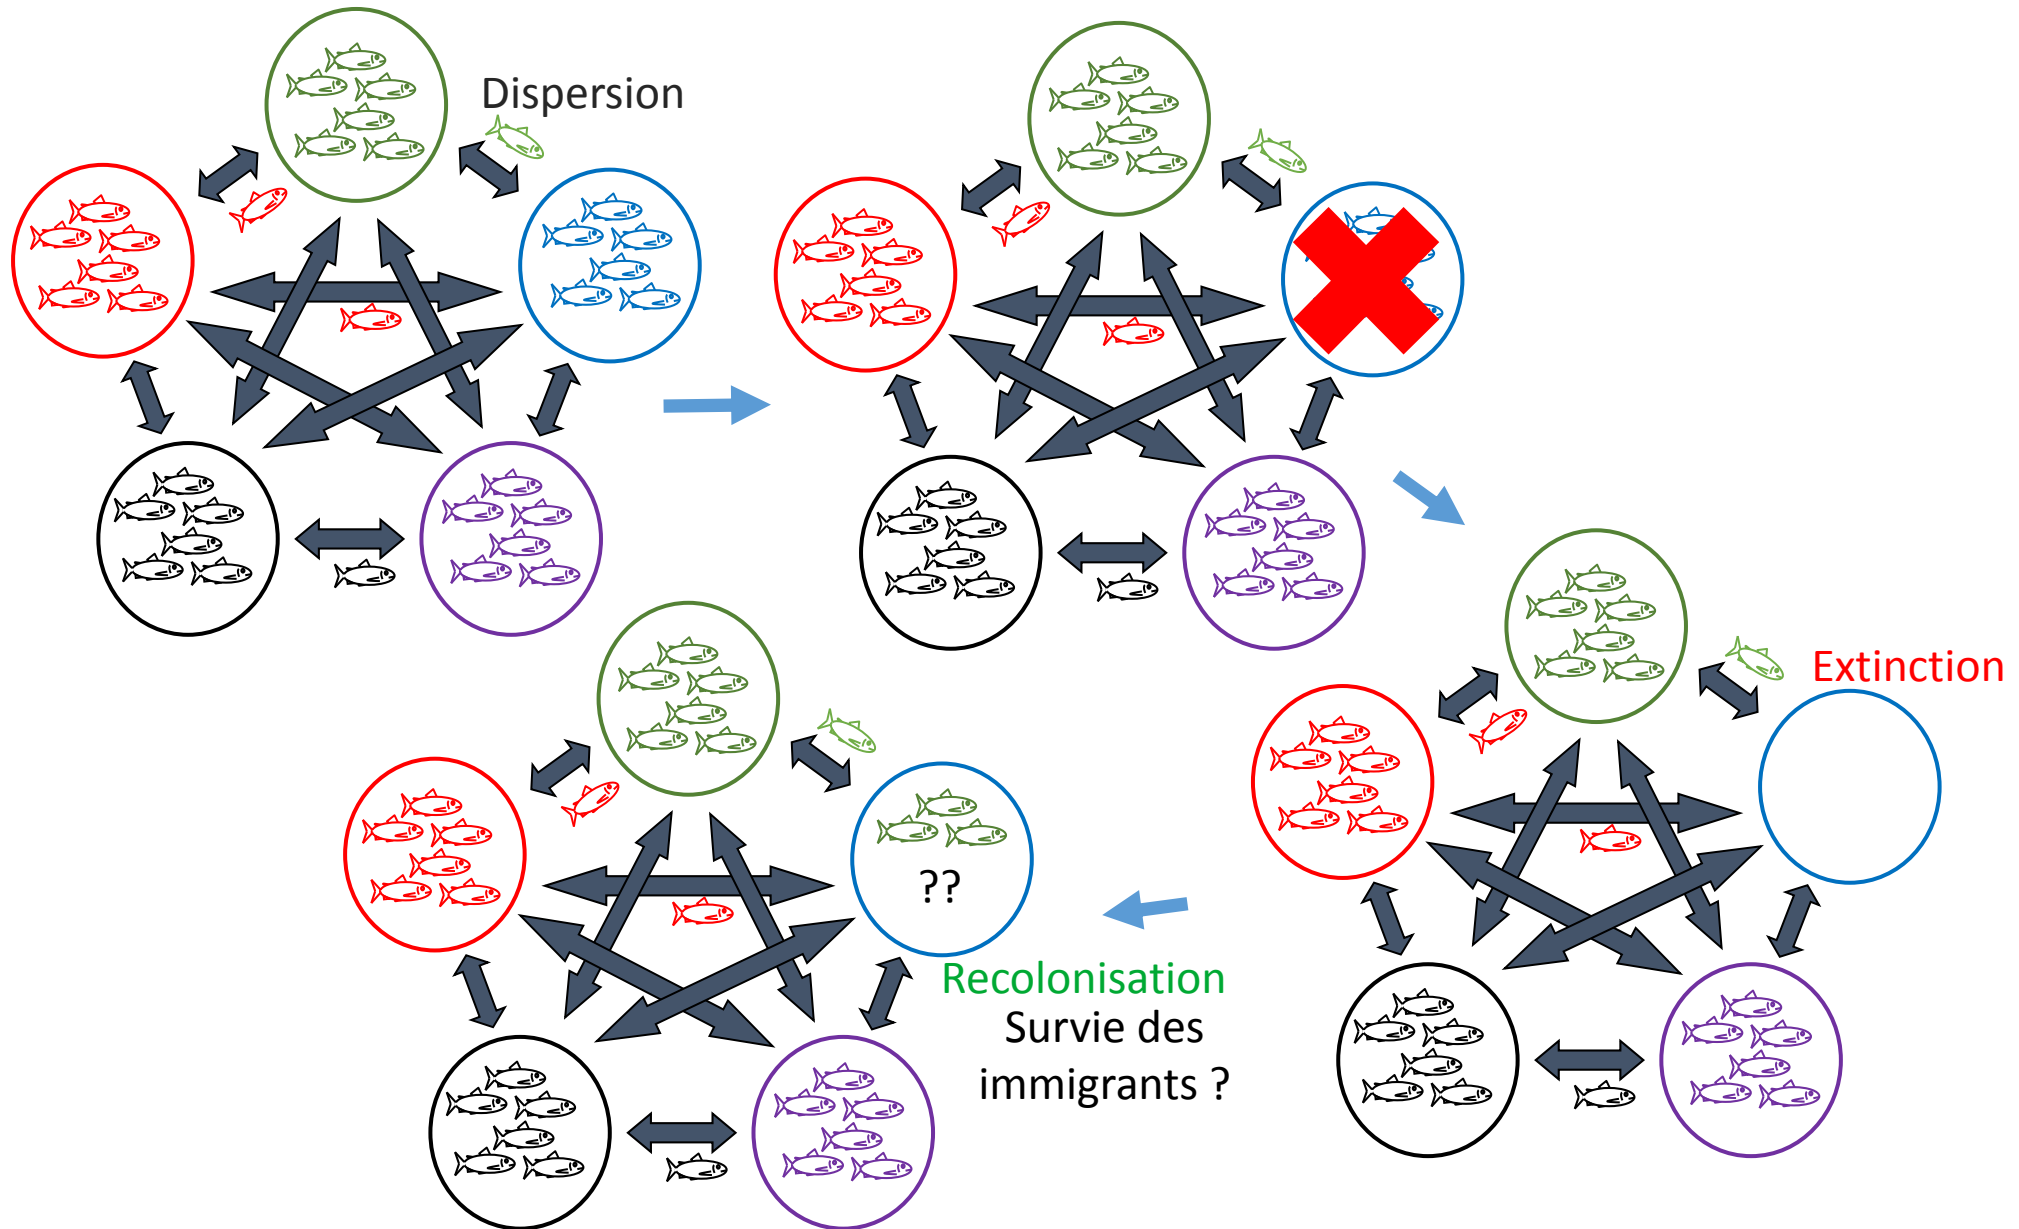 Dispersion
Extinction
??
Recolonisation
Survie des
immigrants ?